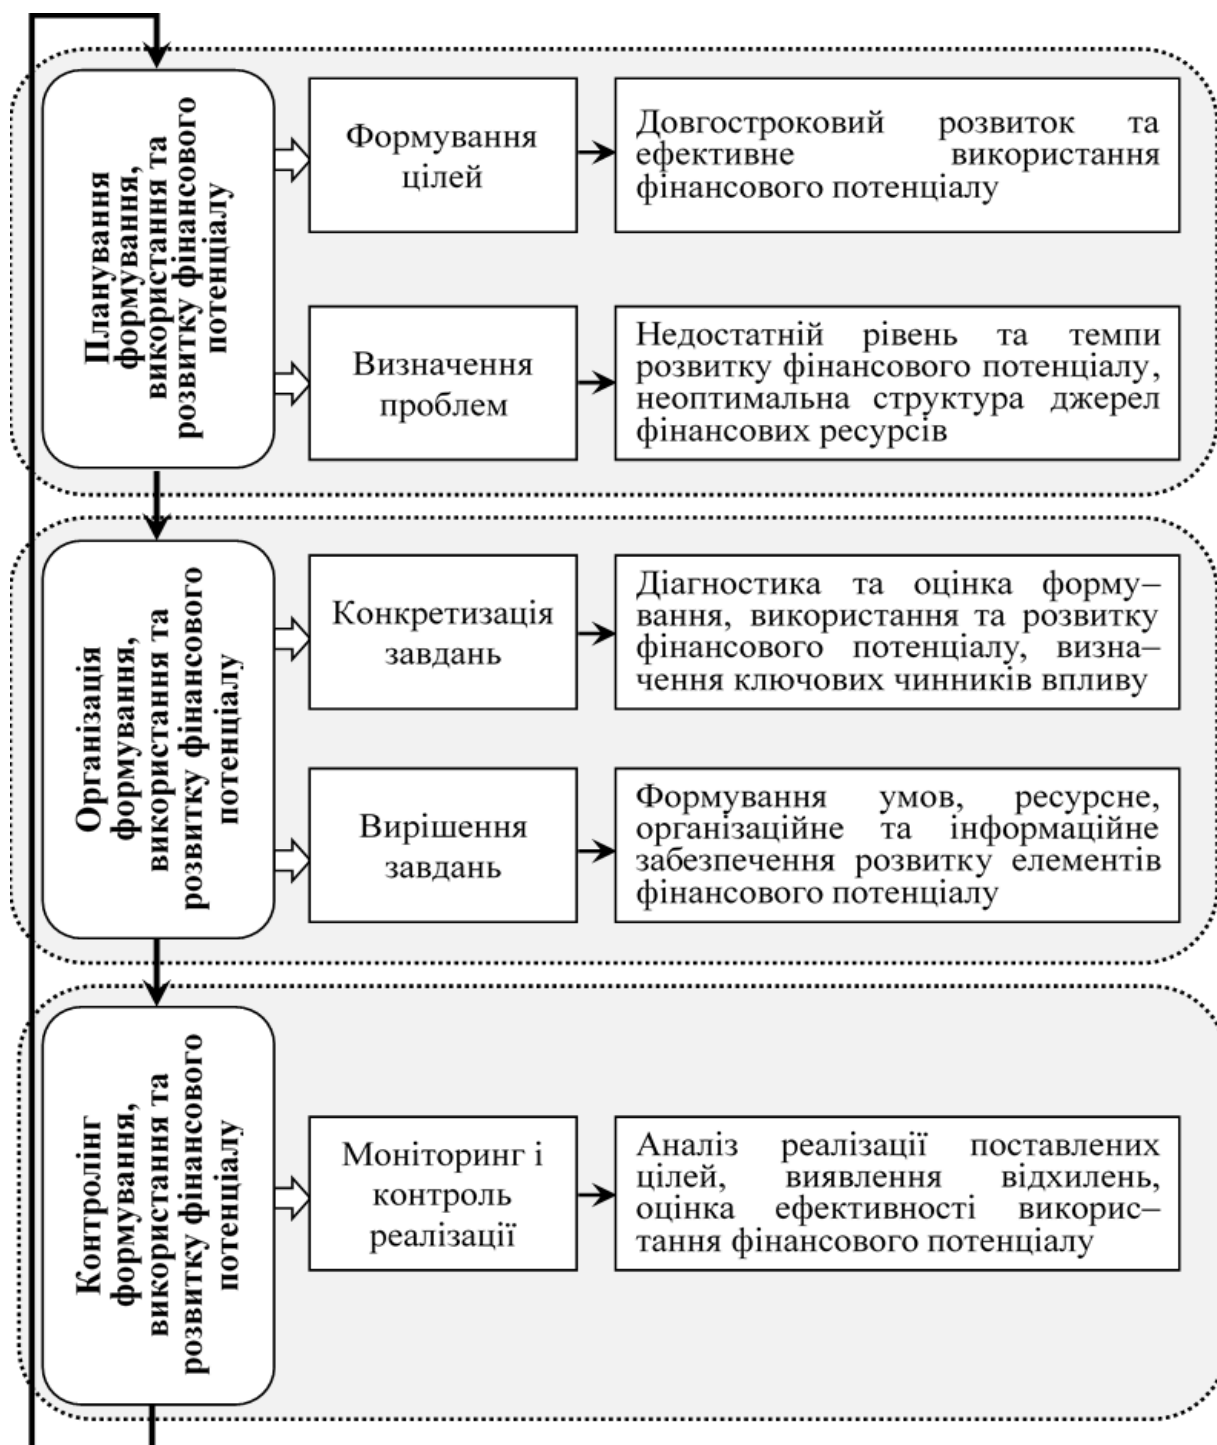 Планування
формування,
використання та
розвитку фінансового
потенціалу
Формування
цілей
Довгостроковий розвиток та
ефективне використання
фінансового потенціалу
Визначення
проблем
Недостатній рівень та темпи
розвитку фінансового потенціалу,
неоптимальна структура джерел
фінансових ресурсів
Організація
формування,
використання та
розвитку фінансового
потенціалу
Конкретизація
завдань
Діагностика та оцінка форму–
вання, використання та розвитку
фінансового потенціалу, визна–
чення ключових чинників впливу
Вирішення
завдань
Формування умов, ресурсне,
організаційне та інформаційне
забезпечення розвитку елементів
фінансового потенціалу
Контролінг
формування,
використання та
розвитку фінансового
потенціалу
Моніторинг і
контроль
реалізації
Аналіз реалізації поставлених
цілей, виявлення відхилень,
оцінка ефективності викорис–
тання фінансового потенціалу